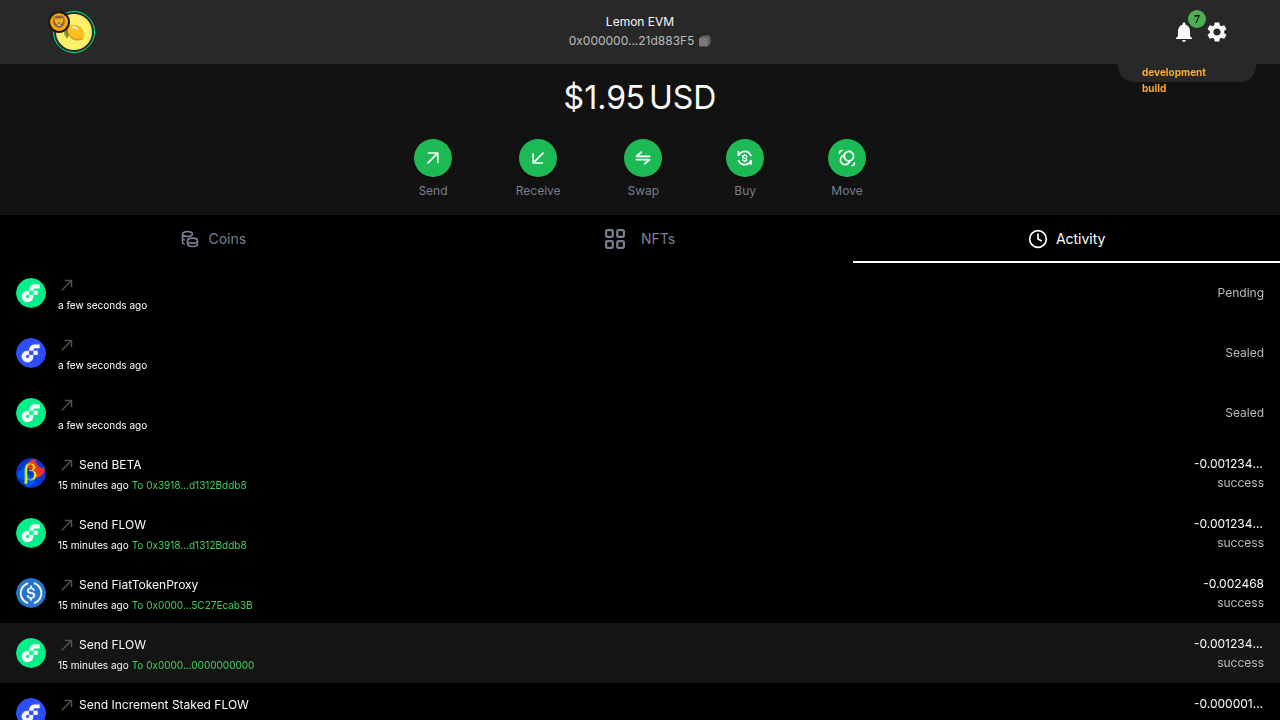 Lemon EVM
0x000000...21d883F5
7
development
build
$1.95 USD
Send
Receive
Swap
Buy
Move
Coins
NFTs
Activity
a few seconds ago
Pending
a few seconds ago
Sealed
a few seconds ago
Sealed
Send BETA
-0.001234...
15 minutes ago To 0x3918...d1312Bddb8
success
Send FLOW
-0.001234...
15 minutes ago To 0x3918...d1312Bddb8
success
Send FiatTokenProxy
-0.002468
15 minutes ago To 0x0000...5C27Ecab3B
success
Send FLOW
-0.001234...
15 minutes ago To 0x0000...0000000000
success
Send Increment Staked FLOW
-0.000001...